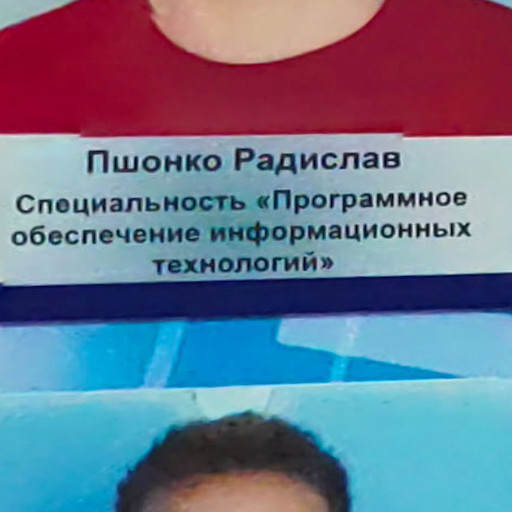 Пшонко Радислав
Специальность «Программное
обеспечение информационных
технологий»